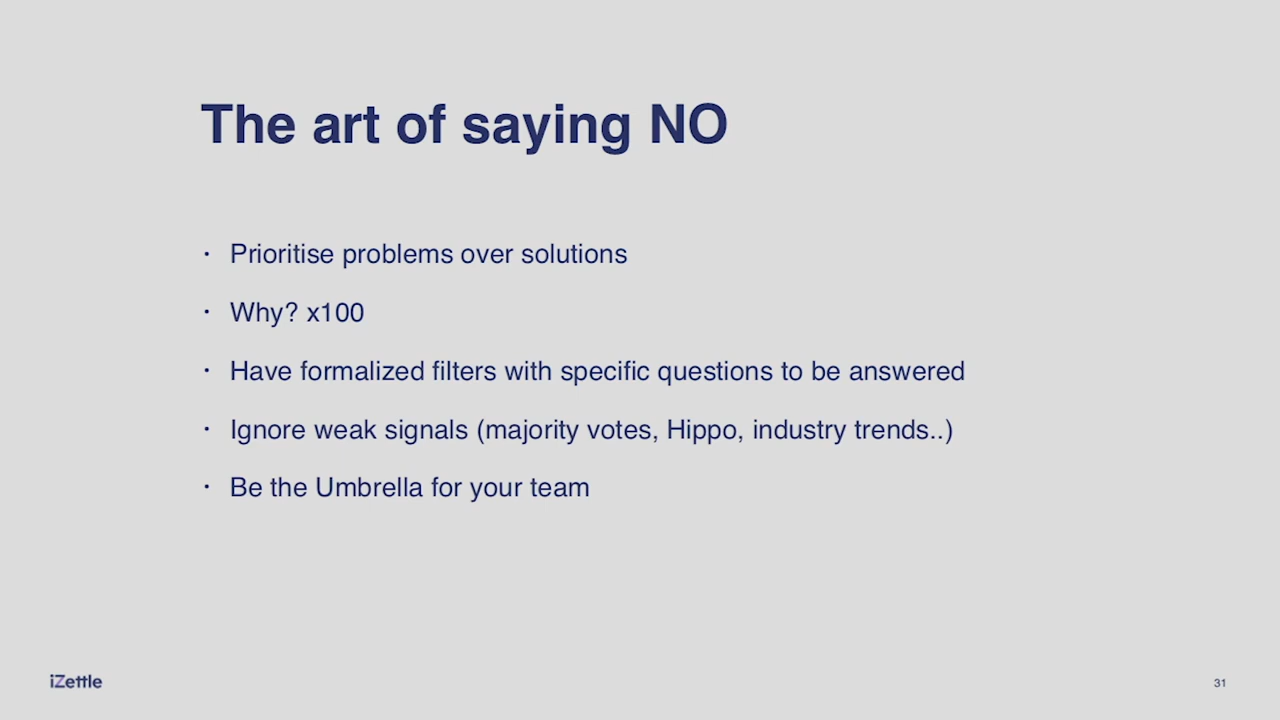 The art of saying NO
· Prioritise problems over solutions
· Why? x100
· Have formalized filters with specific questions to be answered
· Ignore weak signals (majority votes, Hippo, industry trends..)
· Be the Umbrella for your team
iZettle
31